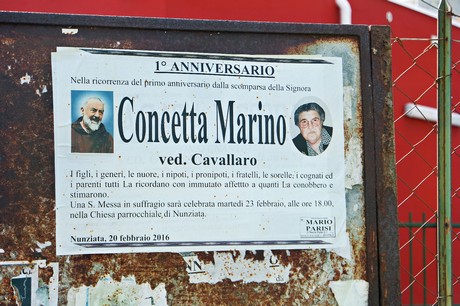 1° ANNIVERSARIO
Nella ricorrenza del primo anniversario dalla scomparsa della Signora
Concetta Marino
ved. Cavallaro
I figli, i generi, le nuore, i nipoti, i pronipoti, i fratelli, le sorelle, i cognati ed
i parenti tutti La ricordano con immutato affettto a quanti La conobbero e
stimarono.
Una S. Messa in suffragio sarà celebrata martedì 23 febbraio, alle ore 18.00,
nella Chiesa parrocchiale di Nunziata.
Nunziata, 20 febbraio 2016
MARIO
PARISI